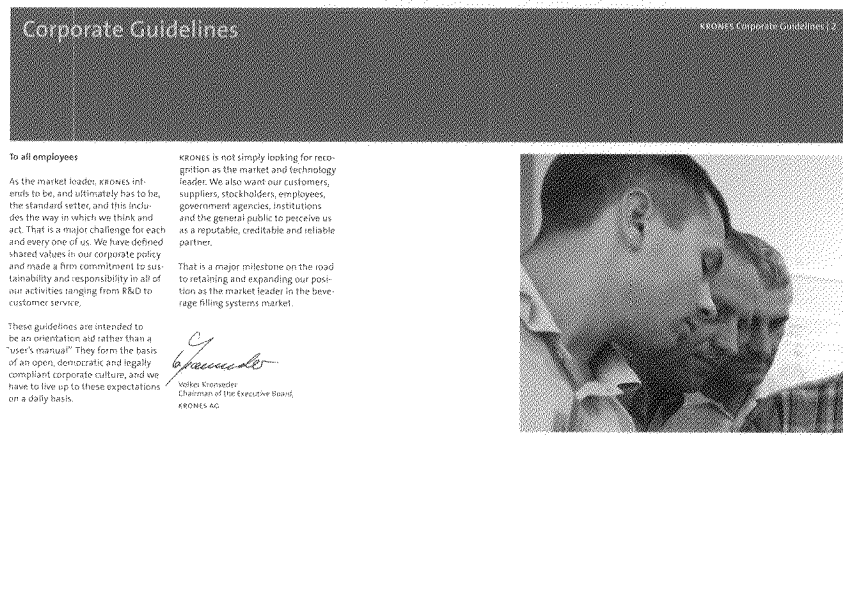 Corporate Guidelines
KRONES Corporate Guidelines | 2
To all employees
As the market leader, KRONES int-
ends to be, and ultimately has to be,
the standard setter, and this inclu-
des the way in which we think and
act. That is a major challenge for each
and every one of us. We have defined
shared values in our corporate policy
and made a firm commitment to sus-
tainability and responsibility in all of
our activities ranging from R&D to
customer service.
These guidelines are intended to
be an orientation aid rather than a
"user's manual" They form the basis
of an open, democratic and legally
compliant corporate culture, and we
have to live up to these expectations
on a daily basis.
KRONES is not simply looking for reco-
gnition as the market and technology
leader. We also want our customers,
suppliers, stockholders, employees,
government agencies, institutions
and the general public to perceive us
as a reputable, creditable and reliable
partner.
That is a major milestone on the road
to retaining and expanding our posi-
tion as the market leader in the beve-
rage filling systems market.
Volker Kronseder
Chairman of the Executive Board,
KRONES AG